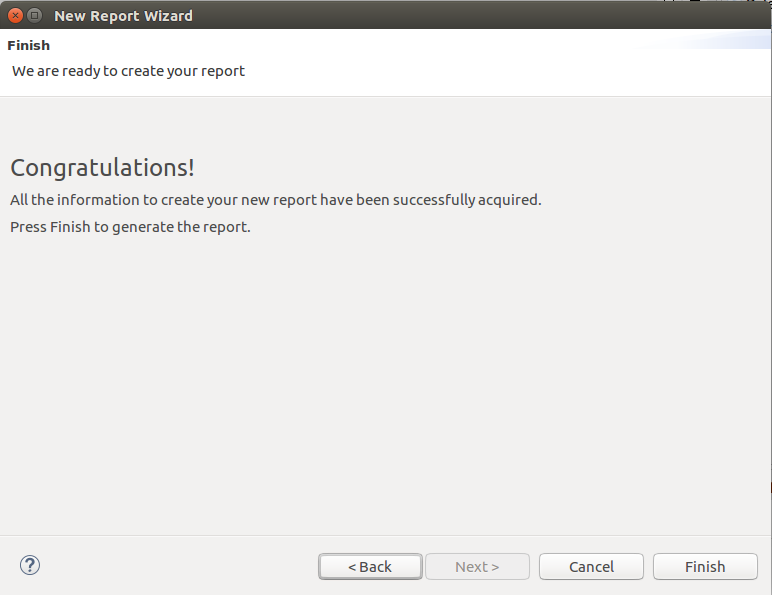 New Report Wizard
Finish
We are ready to create your report
Congratulations!
All the information to create your new report have been successfully acquired.
Press Finish to generate the report.
?
< Back
Next >
Cancel
Finish